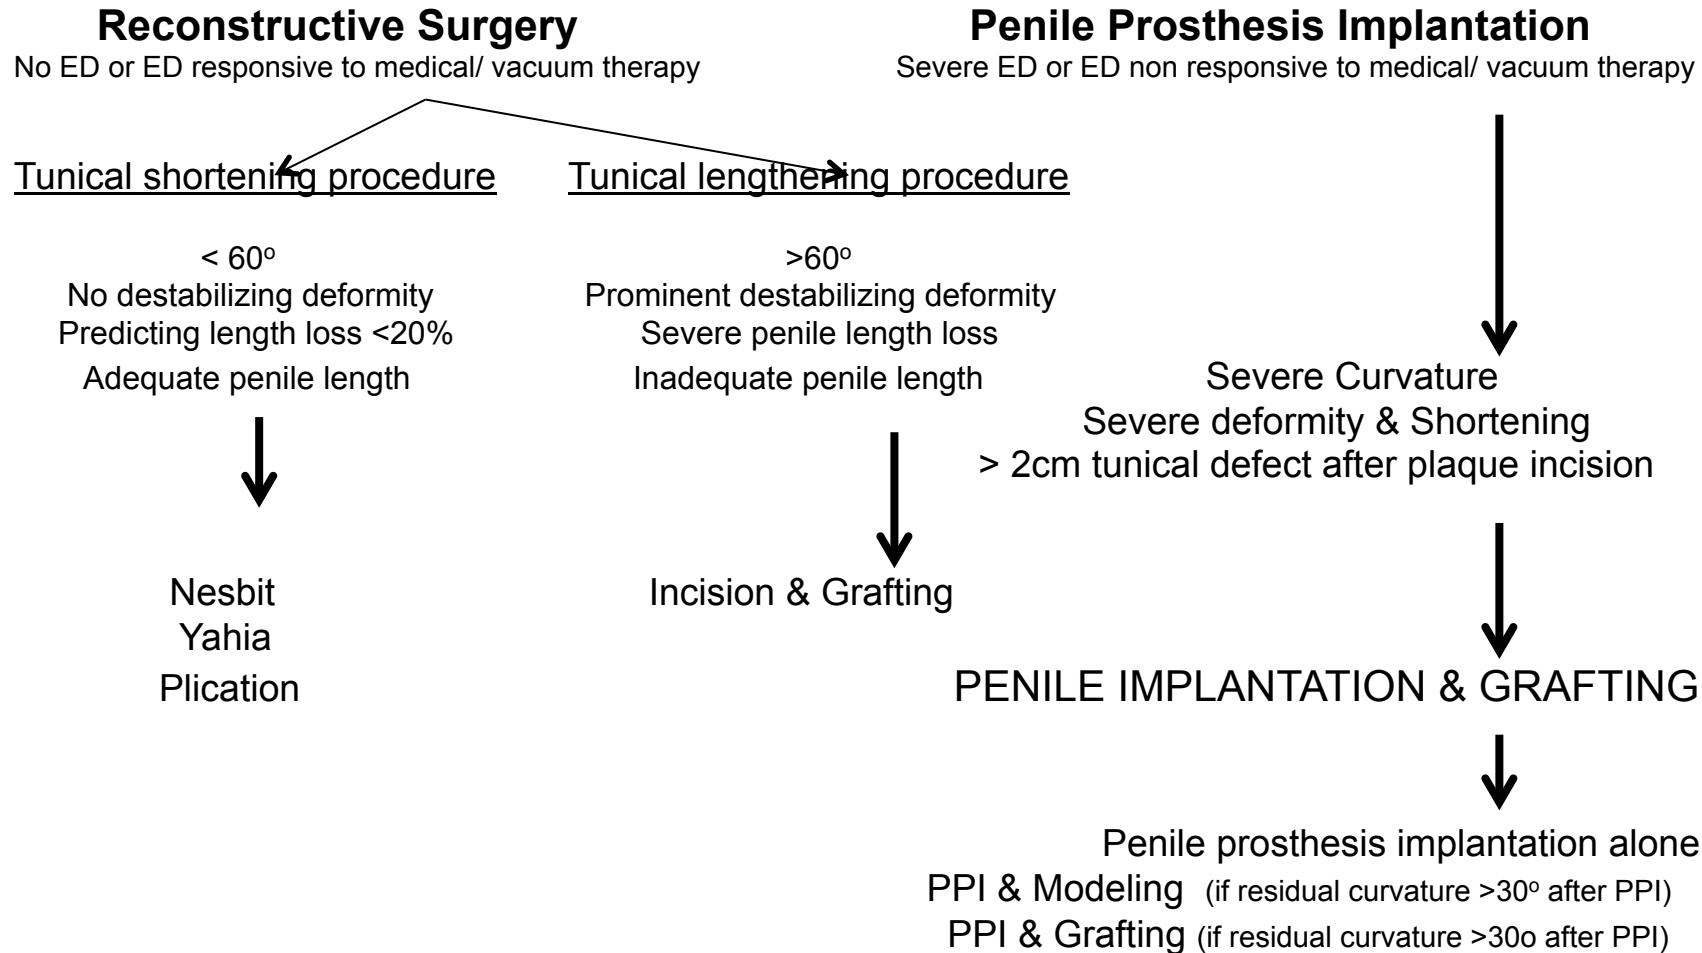 Reconstructive Surgery
No ED or ED responsive to medical/ vacuum therapy
Tunical shortening procedure
< 60º
No destabilizing deformity
Predicting length loss <20%
Adequate penile length
Nesbit
Yahia
Plication
Tunical lengthening procedure
>60º
Prominent destabilizing deformity
Severe penile length loss
Inadequate penile length
Incision & Grafting
Penile Prosthesis Implantation
Severe ED or ED non responsive to medical/ vacuum therapy
Severe Curvature
Severe deformity & Shortening
> 2cm tunical defect after plaque incision
PENILE IMPLANTATION & GRAFTING
Penile prosthesis implantation alone
PPI & Modeling (if residual curvature >30º after PPI)
PPI & Grafting (if residual curvature >30o after PPI)